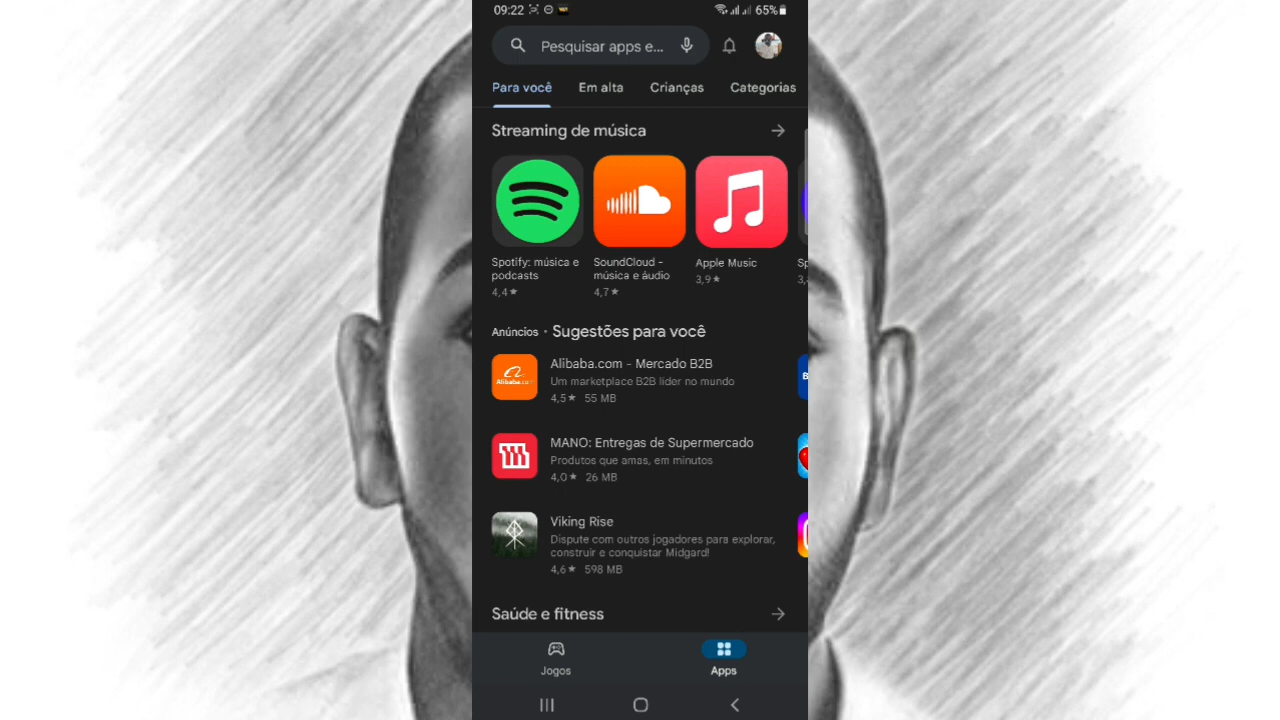 09:22
65%
Pesquisar apps e...
Para você
Em alta
Crianças
Categorias
Streaming de música
Spotify: música e
podcasts
4,4★
SoundCloud -
música e áudio
4,7★
Apple Music
3,9★
Sp
3,
Anúncios · Sugestões para você
Alibaba.com
Alibaba.com - Mercado B2B
Um marketplace B2B líder no mundo
4,5★ 55 MB
B
MANO: Entregas de Supermercado
Produtos que amas, em minutos
4,0★ 26 MB
Viking Rise
Dispute com outros jogadores para explorar,
construir e conquistar Midgard!
4,6★ 598 MB
Saúde e fitness
Jogos
Apps